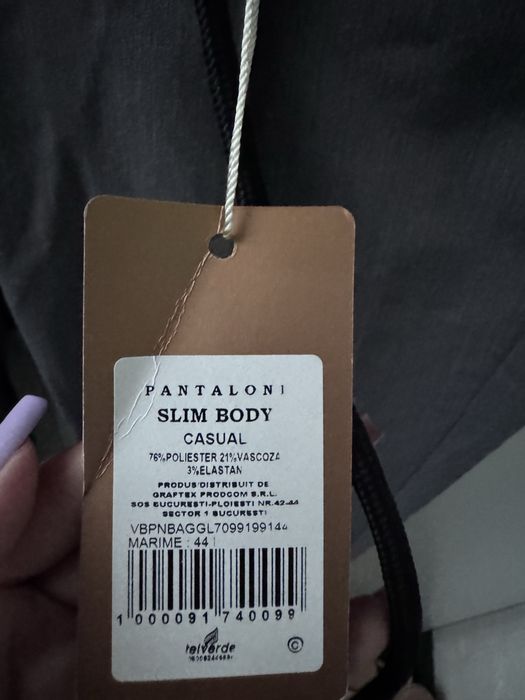 PANTALONI
SLIM BODY
CASUAL
76%POLIESTER 21%VASCOZA
3%ELASTAN
PRODUS/DISTRIBUIT DE
GRAFTEX PRODCOM S.R.L.
SOS BUCURESTI-PLOIESTI NR.42-44
SECTOR 1 BUCURESTI
VBPNBAGGL7099199144
MARIME : 44
1 000091 740099
telverde
©